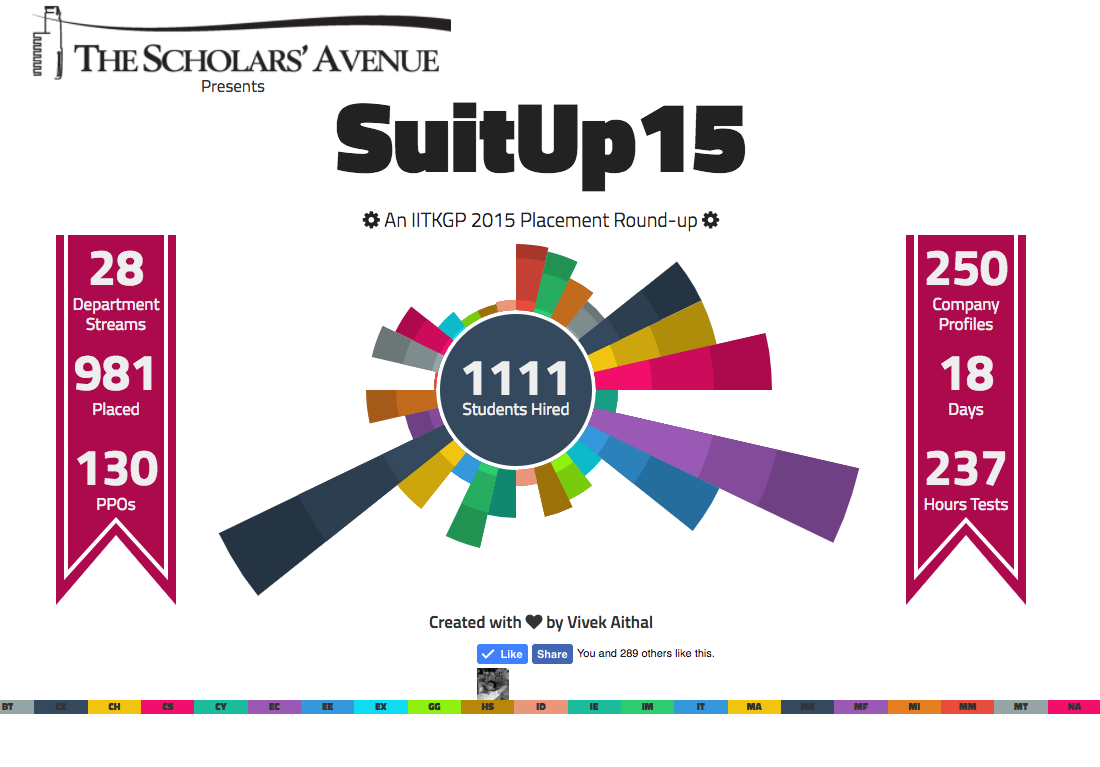 THE SCHOLARS' AVENUE
Presents
SuitUp15
An IITKGP 2015 Placement Round-up
28
Department
Streams
981
Placed
130
PPOs
1111
Students Hired
250
Company
Profiles
18
Days
237
Hours Tests
Created with by Vivek Aithal
Like Share You and 289 others like this.
BT CE CH CS CY EC EE EX GG HS ID IE IM IT MA ME MF MI MM MT NA